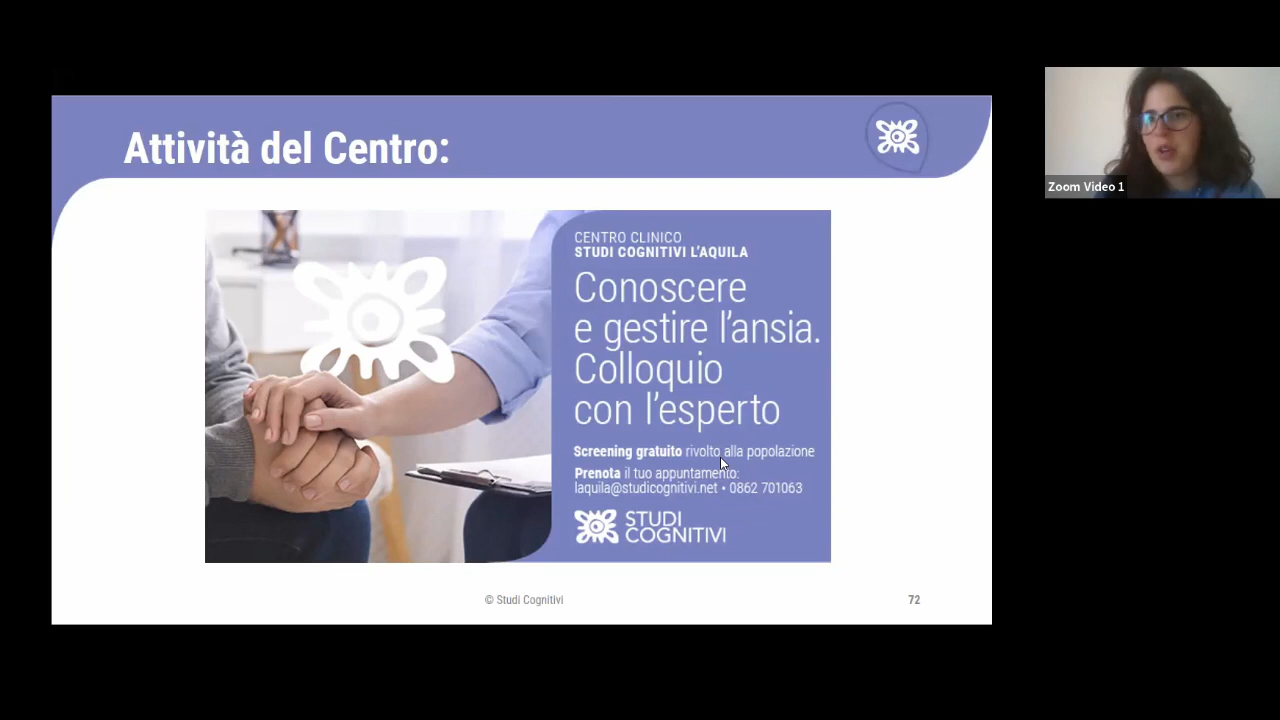 Attività del Centro:
CENTRO CLINICO
STUDI COGNITIVI L'AQUILA
Conoscere
e gestire l'ansia.
Colloquio
con l'esperto
Screening gratuito rivolto alla popolazione
Prenota il tuo appuntamento:
laquila@studicognitivi.net • 0862 701063
STUDI
COGNITIVI
© Studi Cognitivi
72
Zoom Video 1